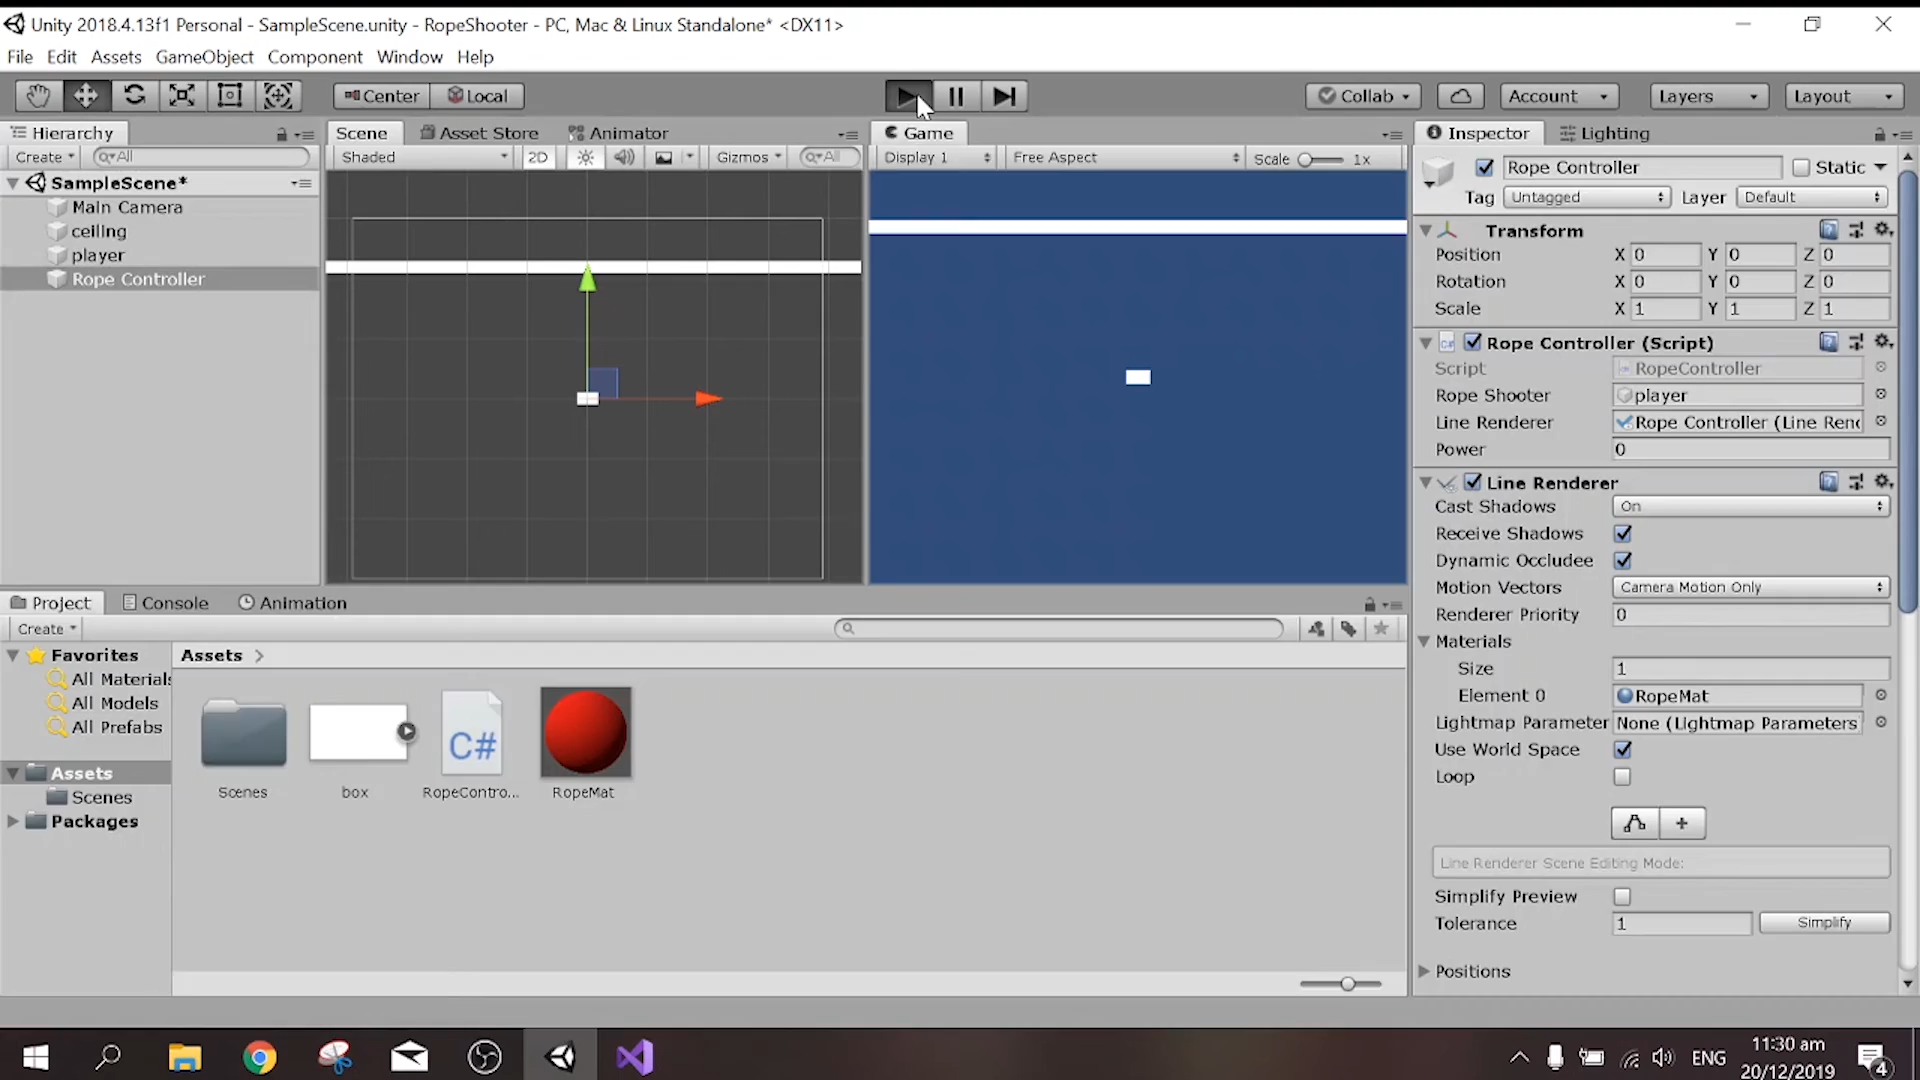 Unity 2018.4.13f1 Personal - SampleScene.unity - RopeShooter - PC, Mac & Linux Standalone* <DX11>
File Edit Assets GameObject Component Window Help
Center Local Collab Account Layers Layout
Hierarchy
Create All
SampleScene*
Main Camera
ceiling
player
Rope Controller
Scene Asset Store Animator
Shaded 2D Gizmos All
Game
Display 1 Free Aspect Scale 1x
Inspector Lighting
Rope Controller Static
Tag Untagged Layer Default
Transform
Position X 0 Y 0 Z 0
Rotation X 0 Y 0 Z 0
Scale X 1 Y 1 Z 1
Rope Controller (Script)
Script RopeController
Rope Shooter player
Line Renderer Rope Controller (Line Renc
Power 0
Line Renderer
Cast Shadows On
Receive Shadows
Dynamic Occludee
Motion Vectors Camera Motion Only
Renderer Priority 0
Materials
Size 1
Element 0 RopeMat
Lightmap Parameter None (Lightmap Parameters
Use World Space
Loop
+
Line Renderer Scene Editing Mode:
Simplify Preview
Tolerance 1 Simplify
Positions
Project Console Animation
Create
Favorites
All Materials
All Models
All Prefabs
Assets
Scenes
Packages
Assets >
C#
Scenes box RopeContro... RopeMat
ENG 11:30 am
20/12/2019
4